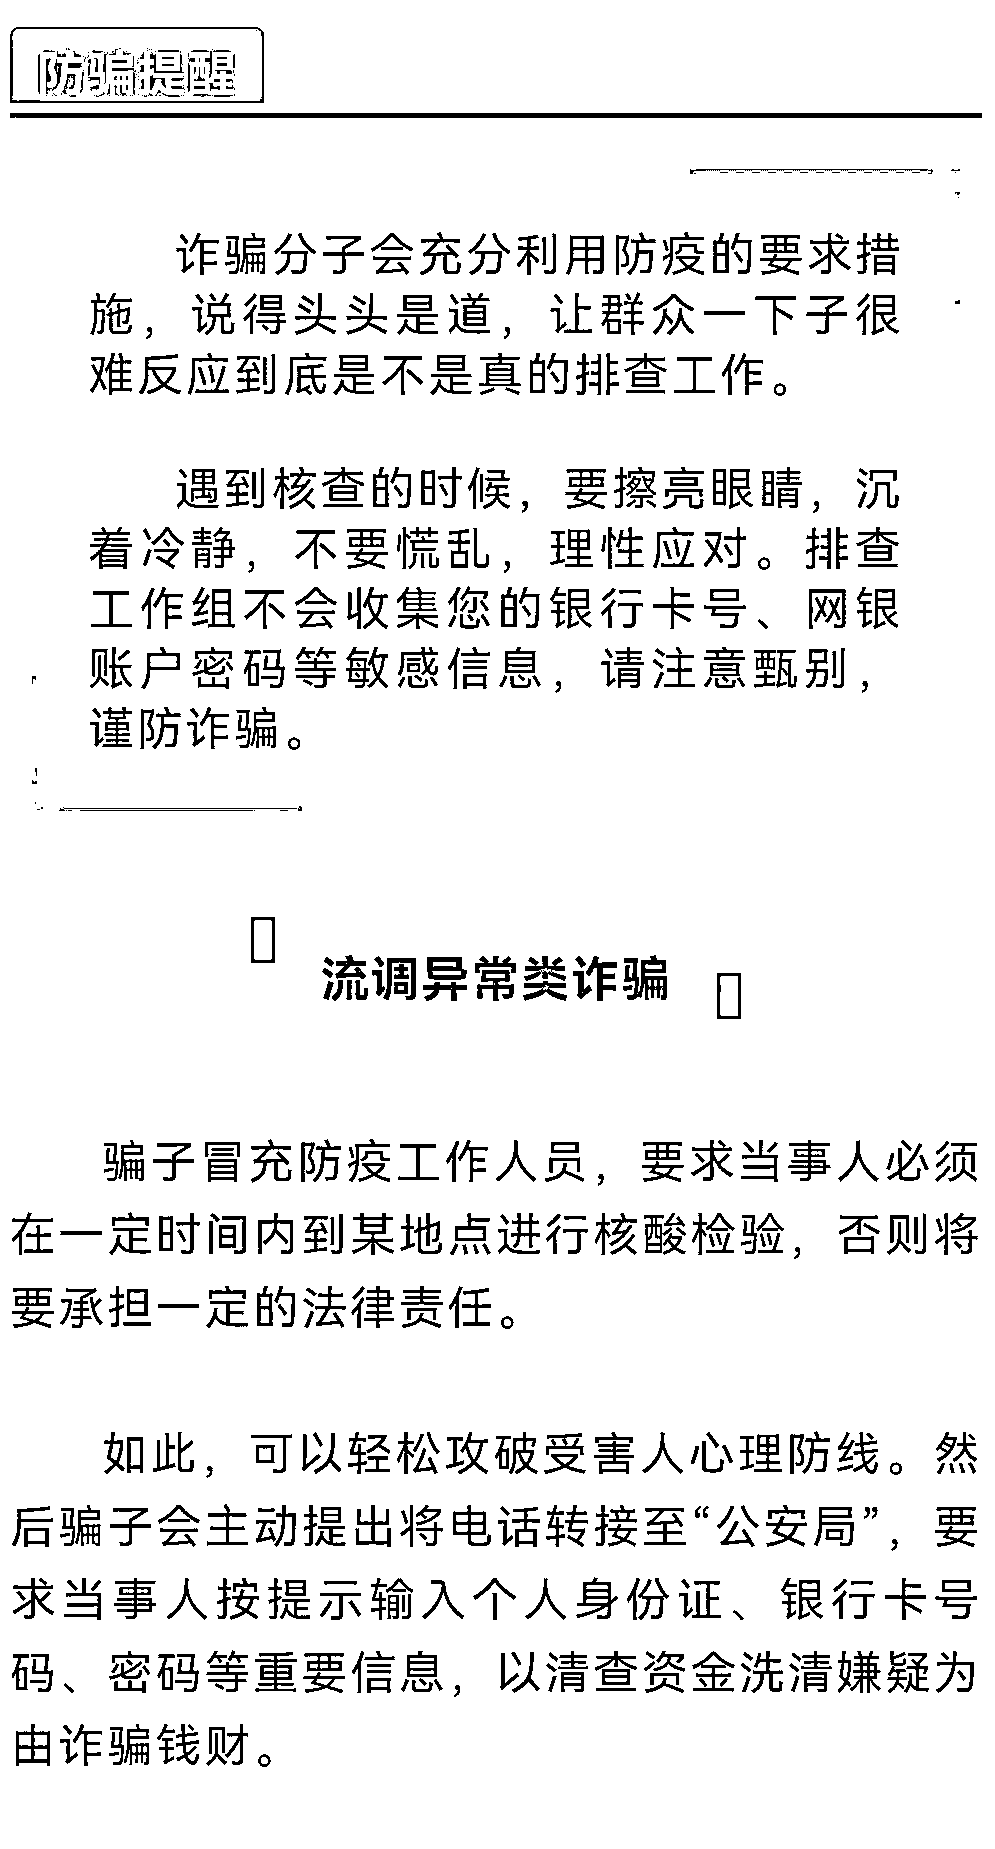 防骗提醒
诈骗分子会充分利用防疫的要求措
施，说得头头是道，让群众一下子很
难反应到底是不是真的排查工作。
遇到核查的时候，要擦亮眼睛，沉
着冷静，不要慌乱，理性应对。排查
工作组不会收集您的银行卡号、网银
账户密码等敏感信息，请注意甄别，
谨防诈骗。
流调异常类诈骗
骗子冒充防疫工作人员，要求当事人必须
在一定时间内到某地点进行核酸检验，否则将
要承担一定的法律责任。
如此，可以轻松攻破受害人心理防线。然
后骗子会主动提出将电话转接至“公安局”，要
求当事人按提示输入个人身份证、银行卡号
码、密码等重要信息，以清查资金洗清嫌疑为
由诈骗钱财。